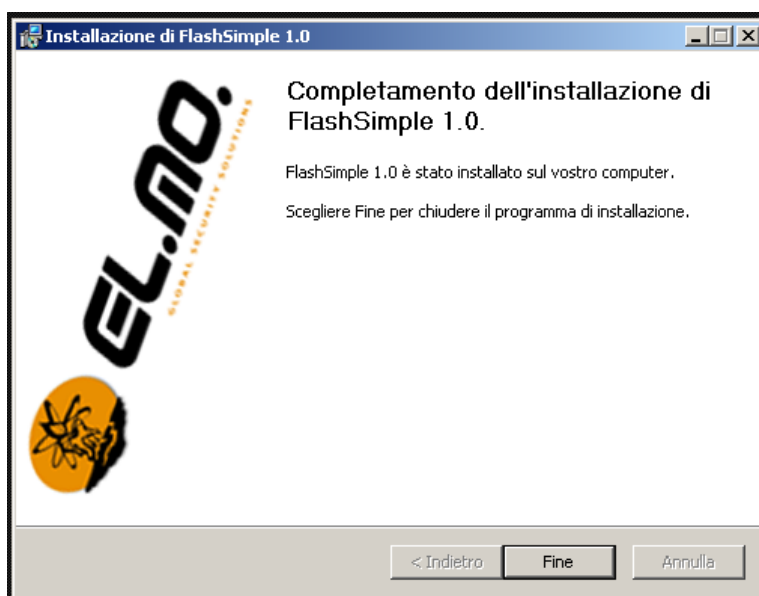 Installazione di FlashSimple 1.0
EL.MO.
GLOBAL SECURITY SOLUTIONS
Completamento dell'installazione di
FlashSimple 1.0.
FlashSimple 1.0 è stato installato sul vostro computer.
Scegliere Fine per chiudere il programma di installazione.
< Indietro
Fine
Annulla